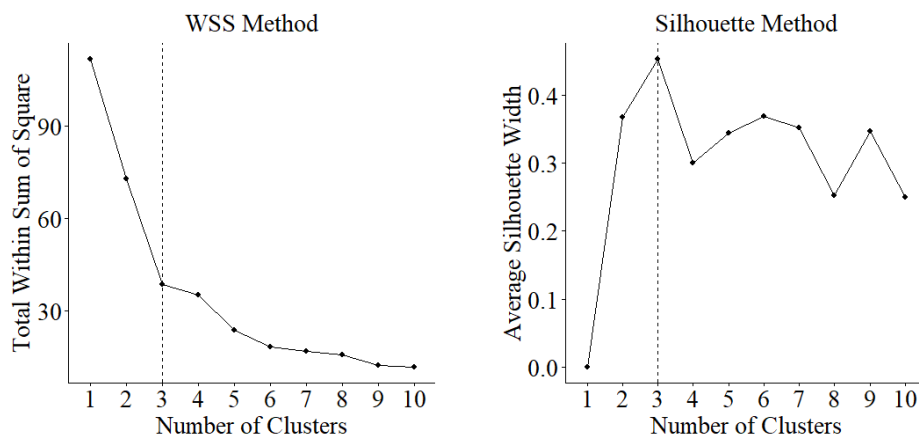 WSS Method
Total Within Sum of Square
90
60
30
1 2 3 4 5 6 7 8 9 10
Number of Clusters
Silhouette Method
Average Silhouette Width
0.4
0.3
0.2
0.1
0.0
1 2 3 4 5 6 7 8 9 10
Number of Clusters